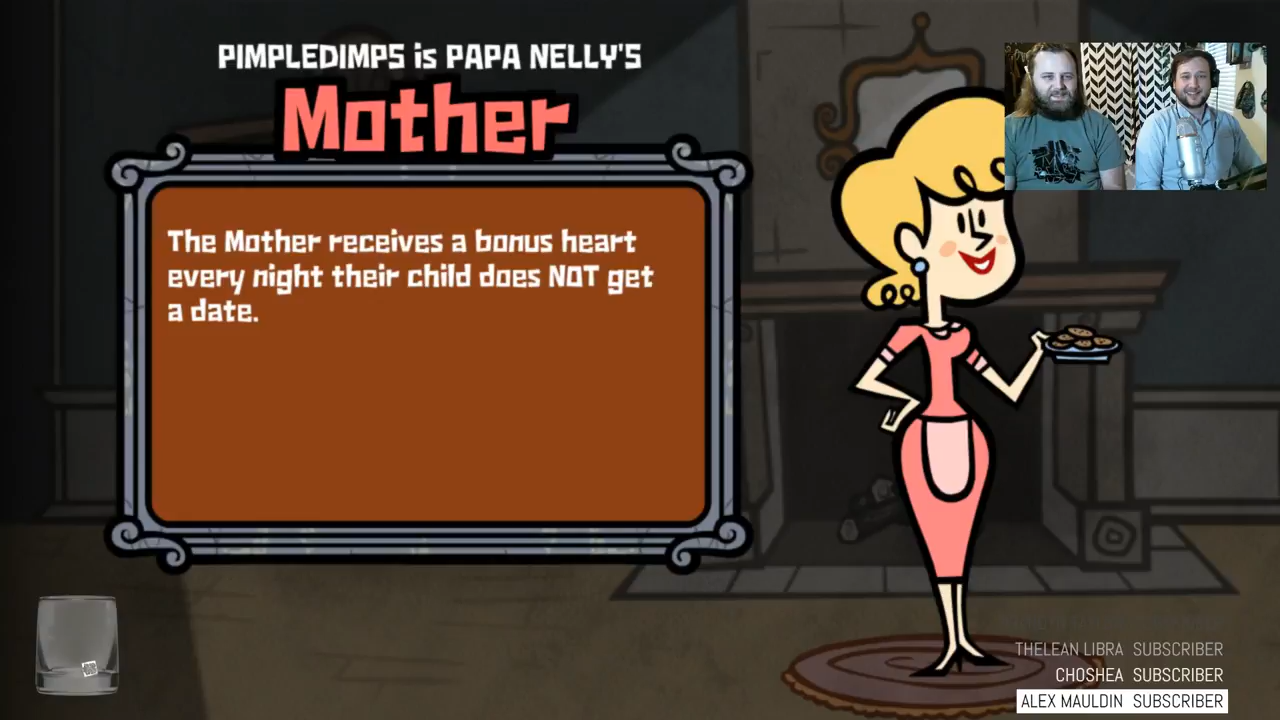 PIMPLEDIMPS is PAPA NELLY'S
Mother
The Mother receives a bonus heart
every night their child does NOT get
a date.
THELEAN LIBRA SUBSCRIBER
CHOSHEA SUBSCRIBER
ALEX MAULDIN SUBSCRIBER